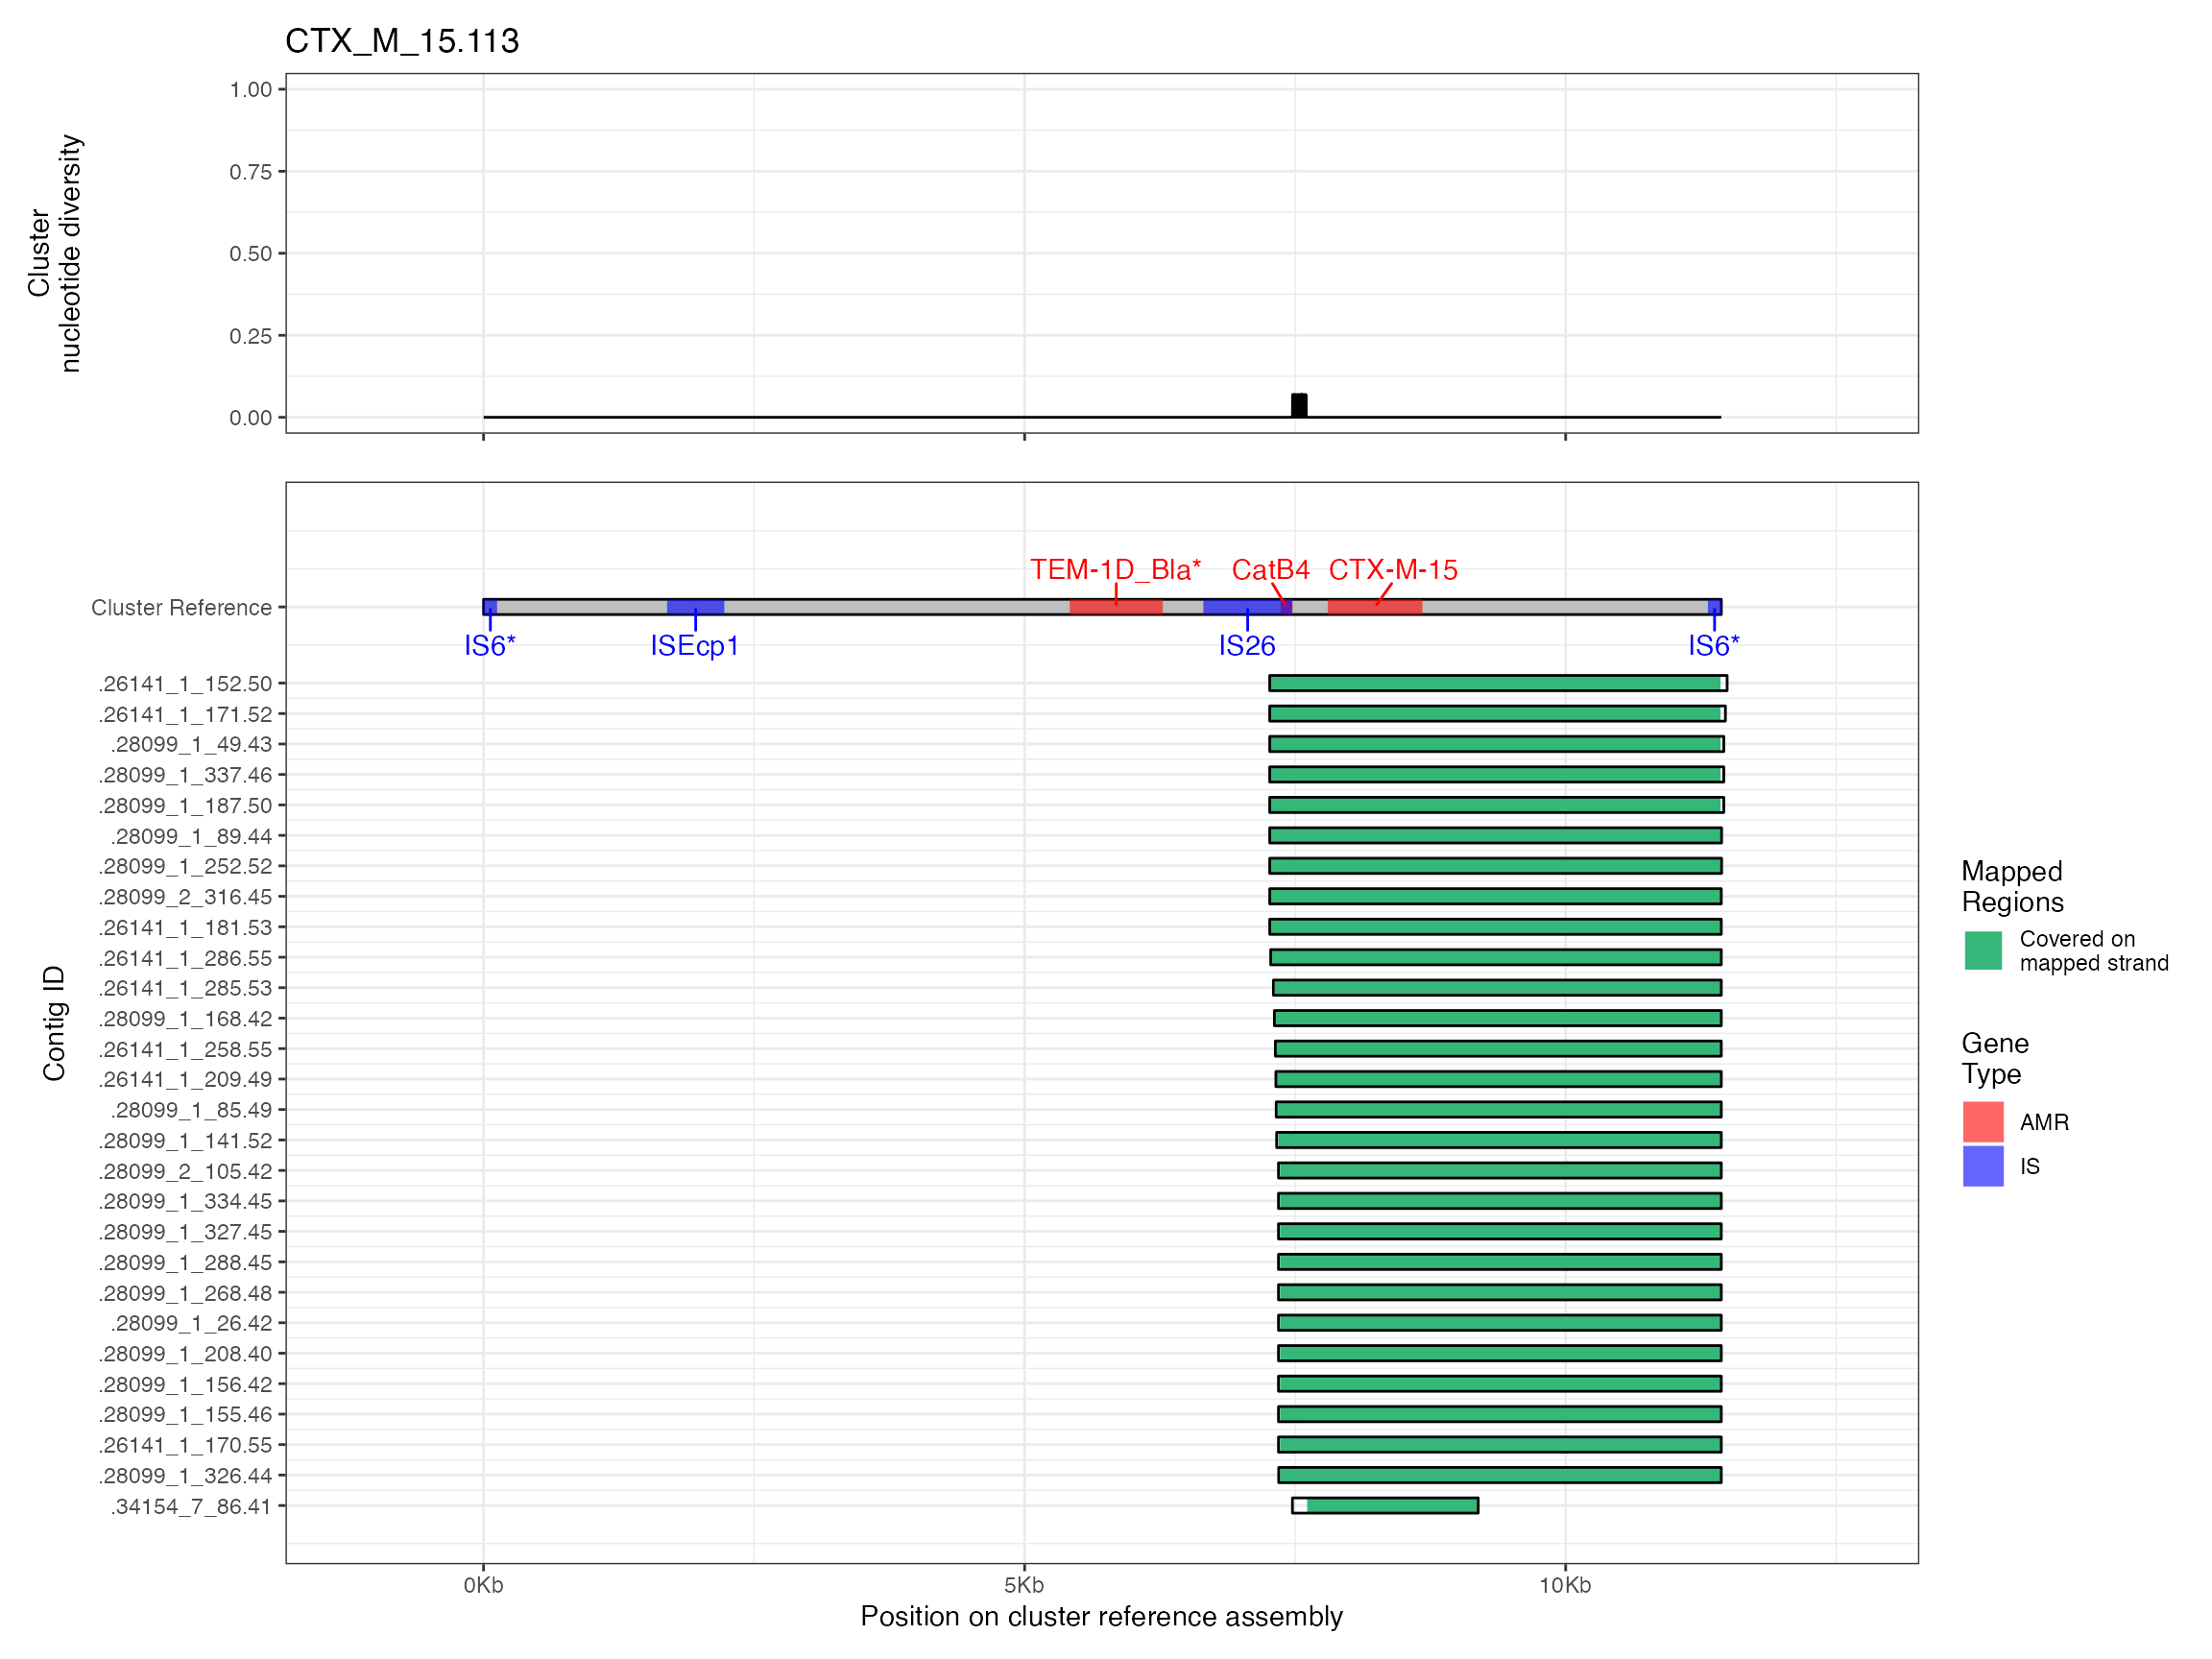 CTX_M_15.113
Cluster
nucleotide diversity
1.00
0.75
0.50
0.25
0.00
TEM-1D_Bla* CatB4 CTX-M-15
Cluster Reference
IS6* ISEcp1 IS26 IS6*
.26141_1_152.50
.26141_1_171.52
.28099_1_49.43
.28099_1_337.46
.28099_1_187.50
.28099_1_89.44
.28099_1_252.52
.28099_2_316.45
.26141_1_181.53
.26141_1_286.55
.26141_1_285.53
.28099_1_168.42
.26141_1_258.55
.26141_1_209.49
.28099_1_85.49
.28099_1_141.52
.28099_2_105.42
.28099_1_334.45
.28099_1_327.45
.28099_1_288.45
.28099_1_268.48
.28099_1_26.42
.28099_1_208.40
.28099_1_156.42
.28099_1_155.46
.26141_1_170.55
.28099_1_326.44
.34154_7_86.41
Contig ID
0Kb 5Kb 10Kb
Position on cluster reference assembly
Mapped
Regions
Covered on
mapped strand
Gene
Type
AMR
IS